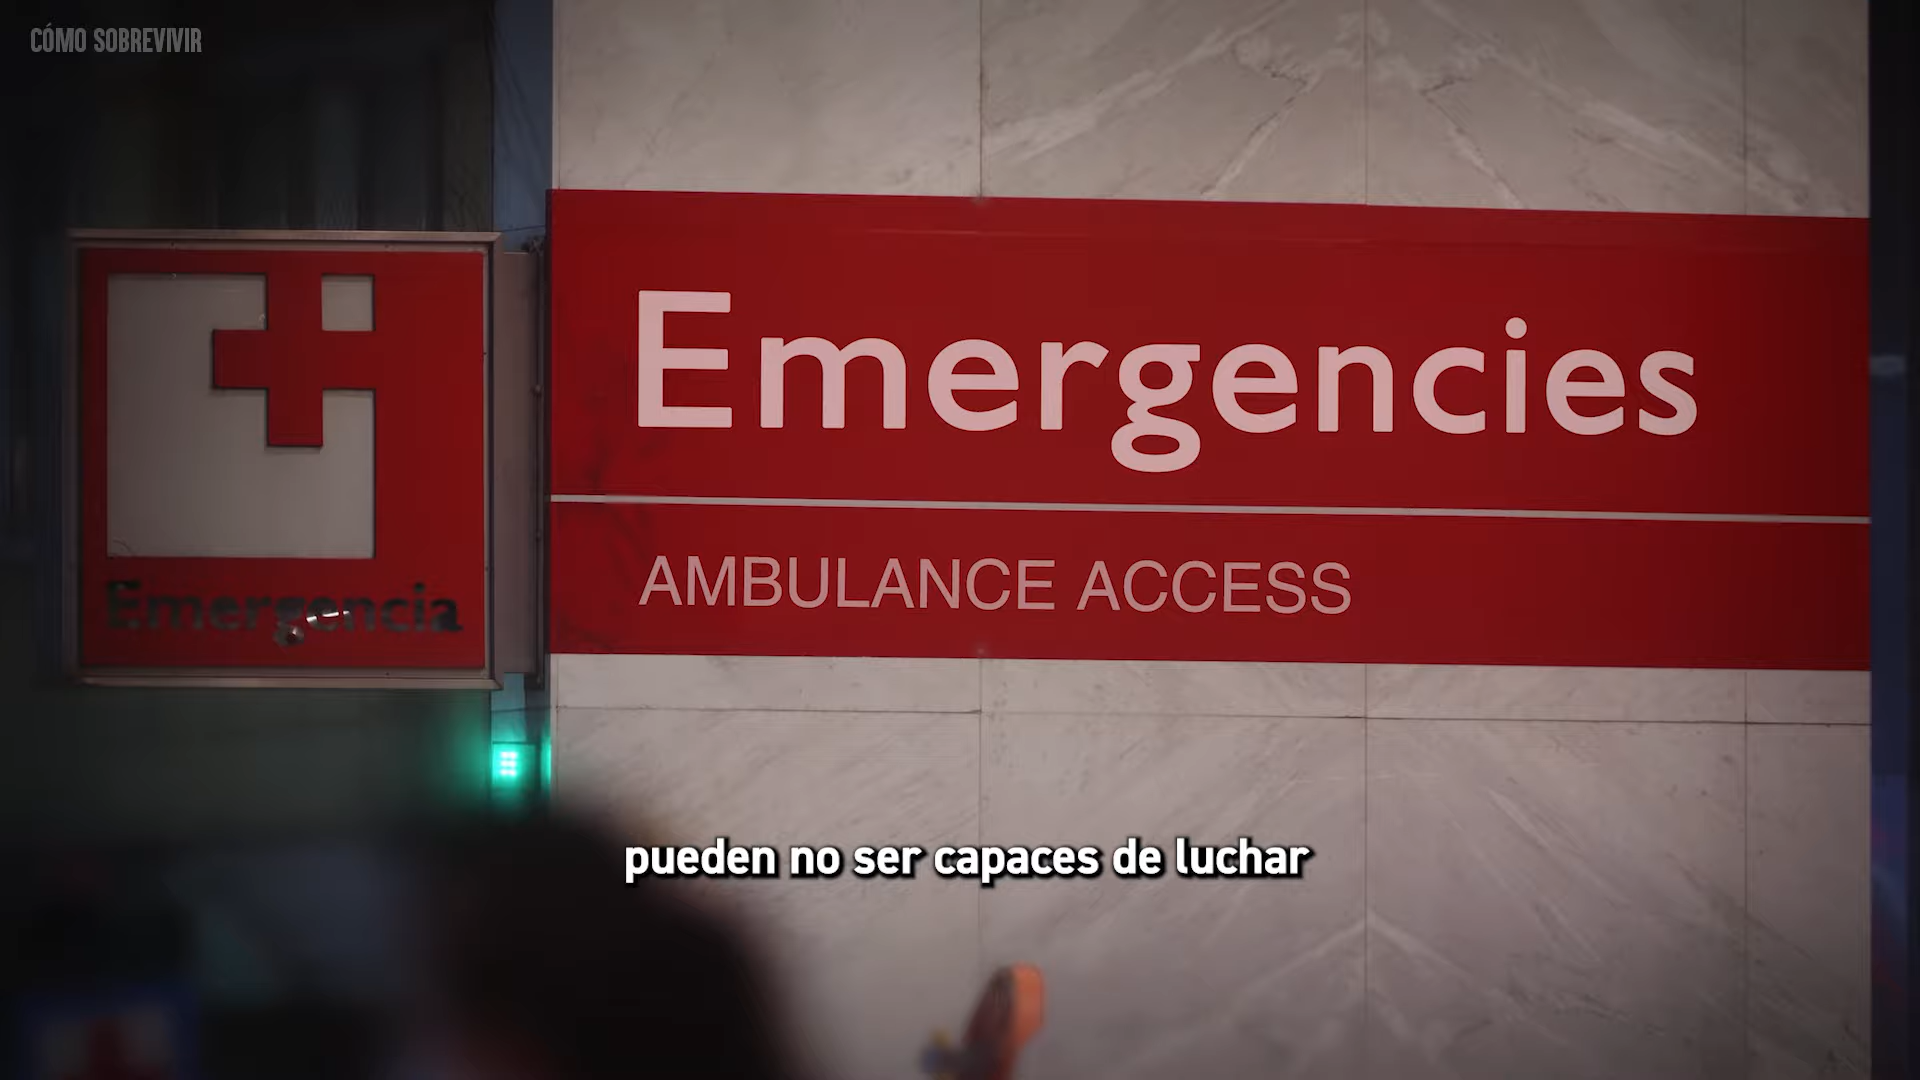 CÓMO SOBREVIVIR
Emergencies
AMBULANCE ACCESS
Emergencia
pueden no ser capaces de luchar